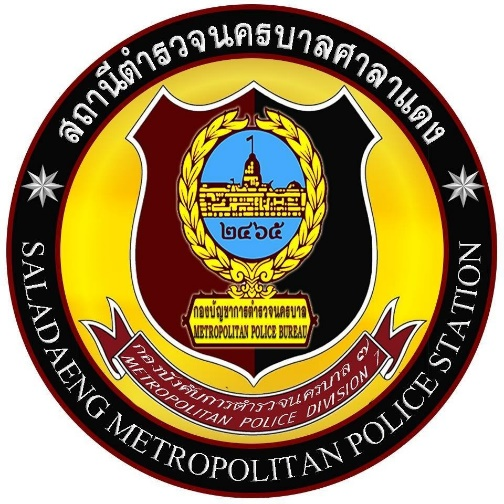 สถานีตำรวจนครบาลศาลาแดง
๒๔๖๕
กองบัญชาการตำรวจนครบาล
METROPOLITAN POLICE BUREAU
กองบังคับการตำรวจนครบาล ๗
METROPOLITAN POLICE DIVISION 7
SALADAENG METROPOLITAN POLICE STATION